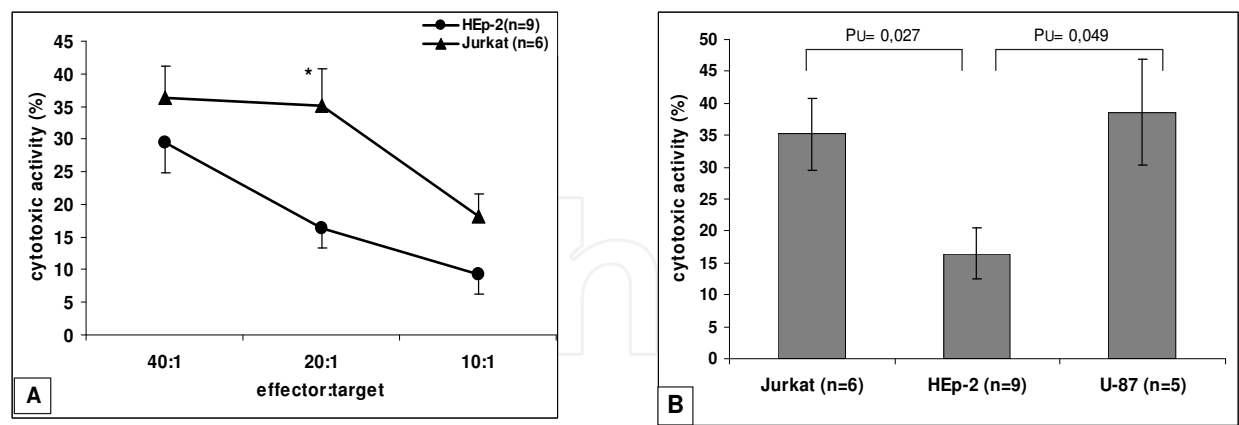 HEp-2(n=9)
Jurkat (n=6)
cytotoxic activity (%)
45
40
35
30
25
20
15
10
5
0
*
40:1 20:1 10:1
effector:target
A
PU= 0,027 PU= 0,049
cytotoxic activity (%)
50
45
40
35
30
25
20
15
10
5
0
Jurkat (n=6) HEp-2 (n=9) U-87 (n=5)
B